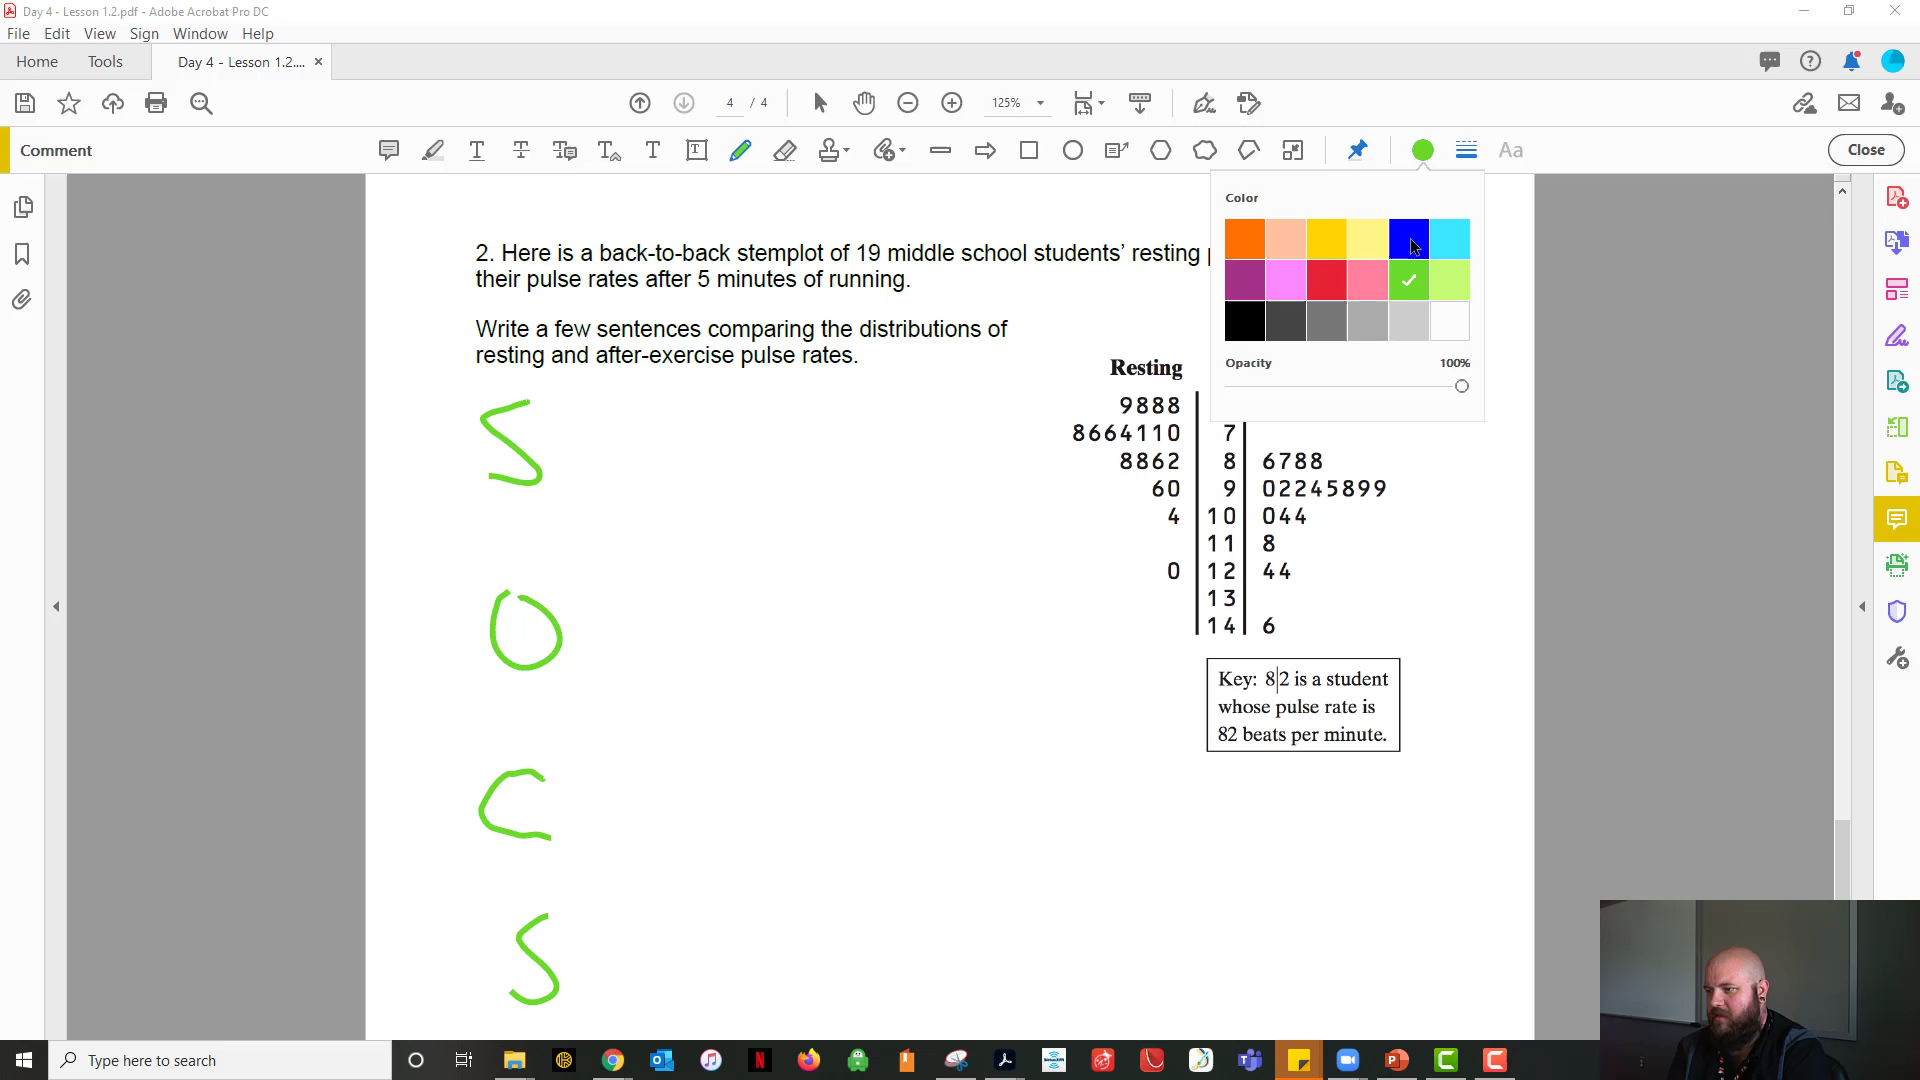 Day 4 - Lesson 1.2.pdf - Adobe Acrobat Pro DC
File Edit View Sign Window Help
Home Tools Day 4 - Lesson 1.2.... ×
4 / 4 125%
Comment Aa Close
Color
2. Here is a back-to-back stemplot of 19 middle school students’ resting
their pulse rates after 5 minutes of running.
Write a few sentences comparing the distributions of
resting and after-exercise pulse rates.
Opacity 100%
Resting
9888
8664110 7
8862 8 6788
60 9 02245899
4 10 044
11 8
0 12 44
13
14 6
Key: 8|2 is a student
whose pulse rate is
82 beats per minute.
S
O
C
S
Type here to search